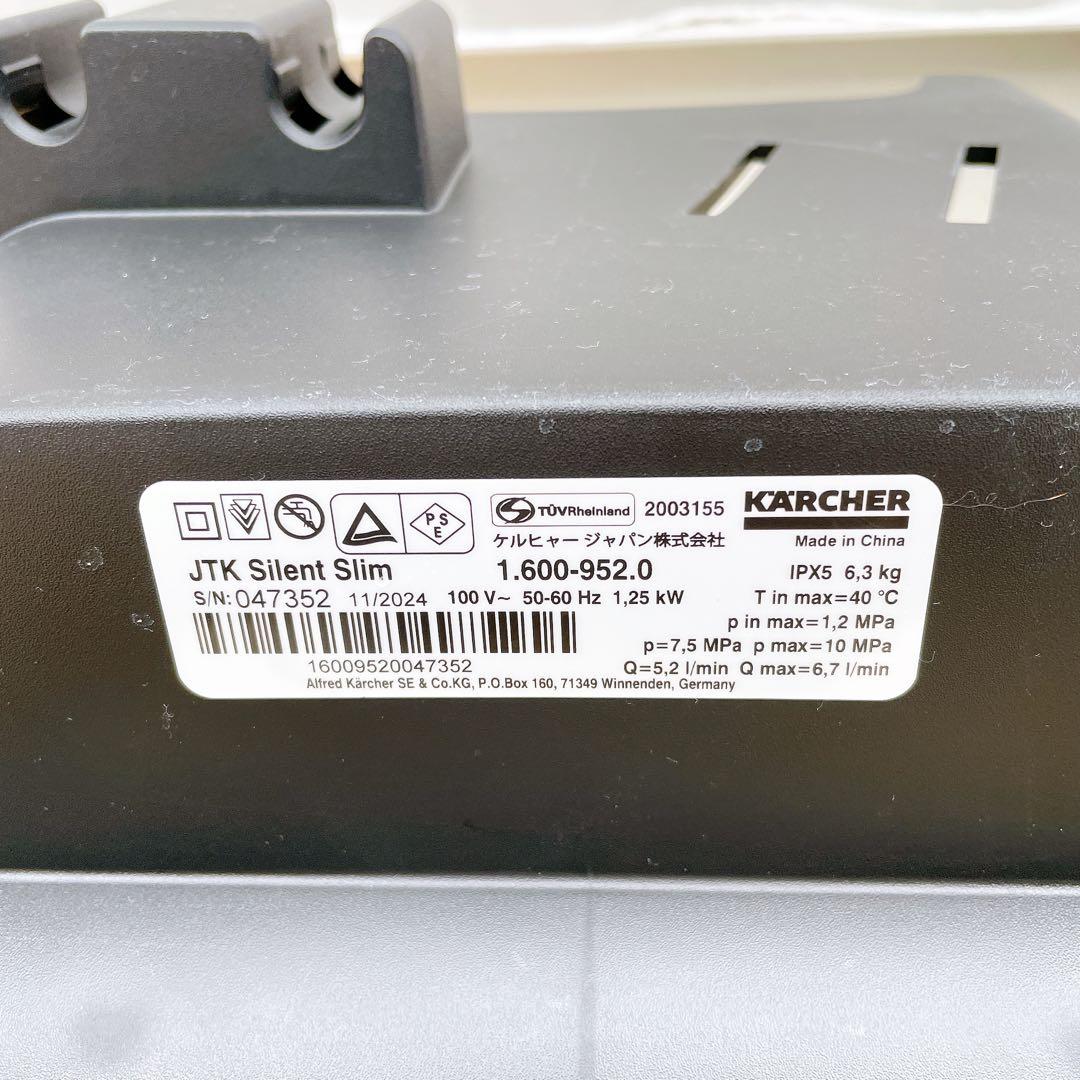 PSE
TÜVRheinland 2003155 KÄRCHER
ケルヒャー ジャパン株式会社 Made in China
JTK Silent Slim 1.600-952.0 IPX5 6,3 kg
S/N: 047352 11/2024 100 V~ 50-60 Hz 1,25 kW T in max=40 °C
p in max=1,2 MPa
p=7,5 MPa p max=10 MPa
16009520047352 Q=5,2 l/min Q max=6,7 l/min
Alfred Kärcher SE & Co.KG, P.O.Box 160, 71349 Winnenden, Germany